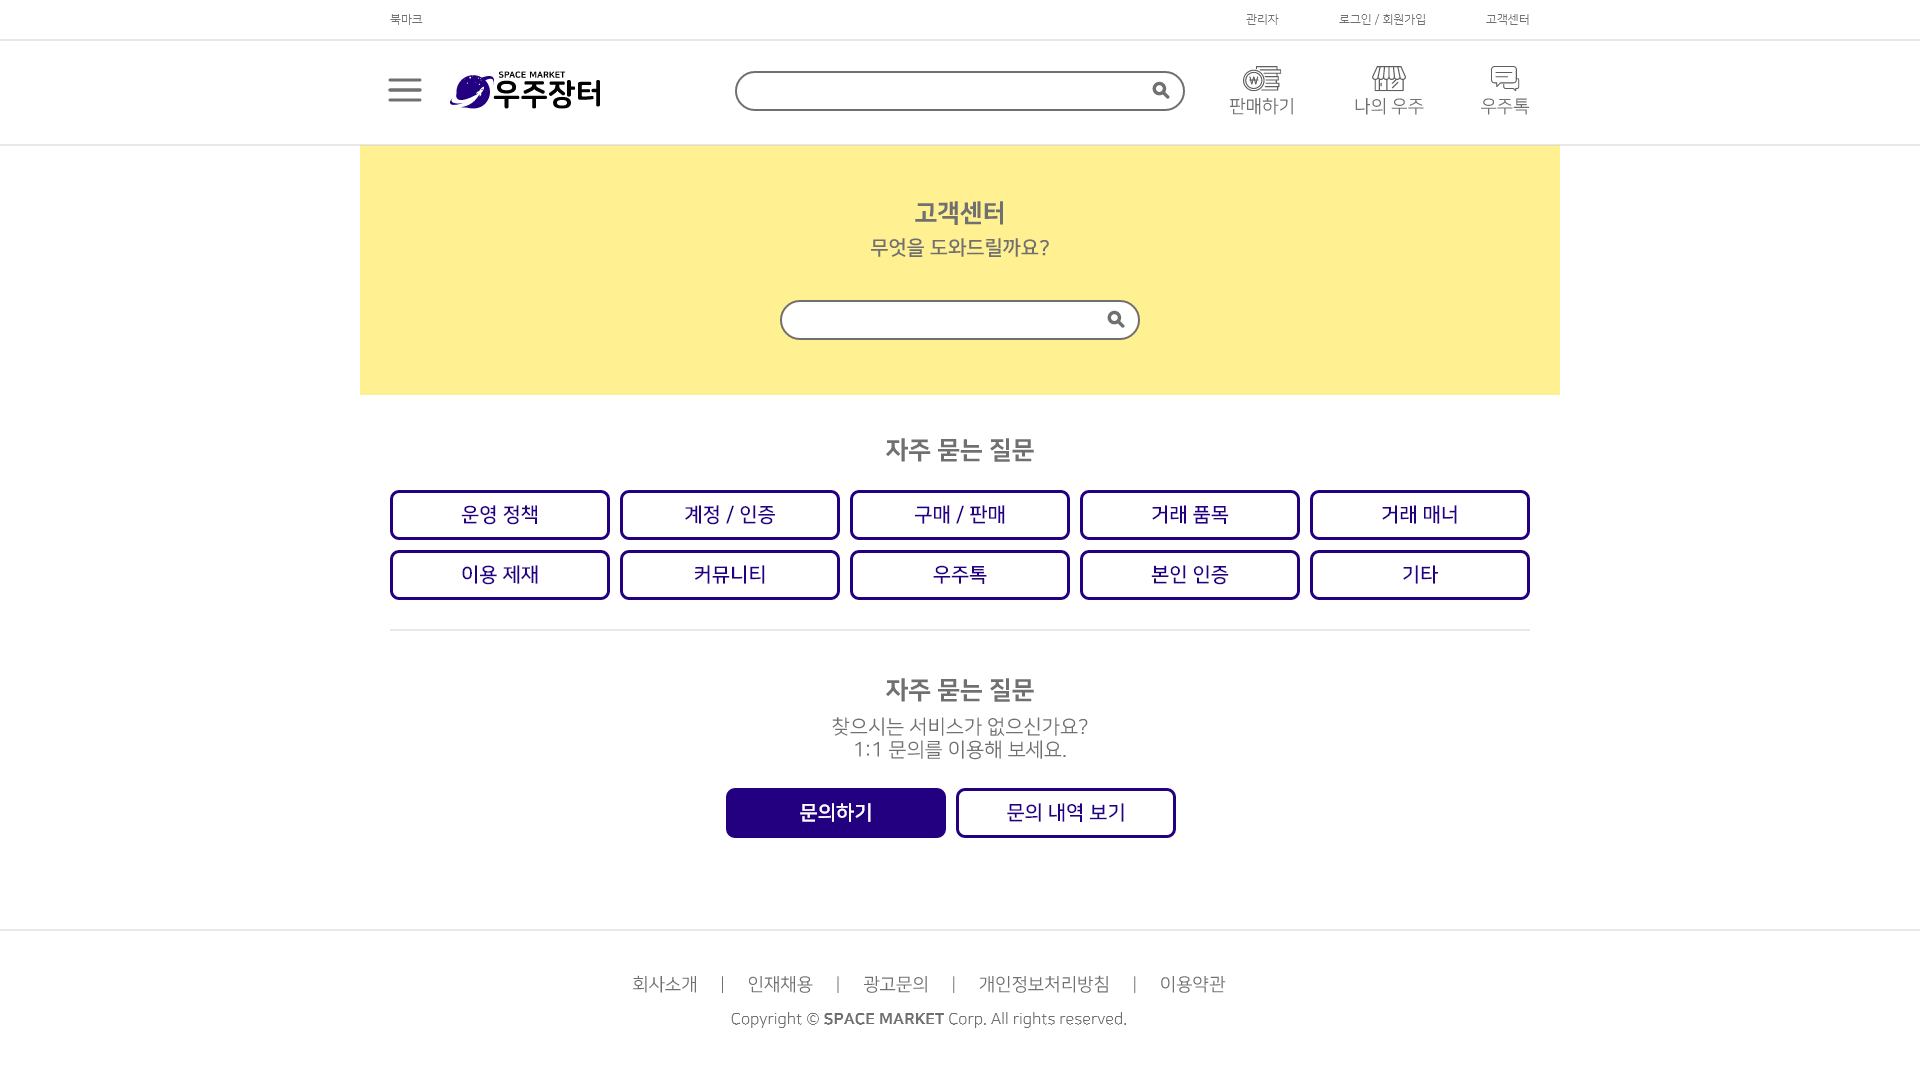 북마크
관리자
로그인 / 회원가입
고객센터
SPACE MARKET
우주장터
판매하기
나의 우주
우주톡
고객센터
무엇을 도와드릴까요?
자주 묻는 질문
운영 정책
계정 / 인증
구매 / 판매
거래 품목
거래 매너
이용 제재
커뮤니티
우주톡
본인 인증
기타
자주 묻는 질문
찾으시는 서비스가 없으신가요?
1:1 문의를 이용해 보세요.
문의하기
문의 내역 보기
회사소개 | 인재채용 | 광고문의 | 개인정보처리방침 | 이용약관
Copyright © SPACE MARKET Corp. All rights reserved.